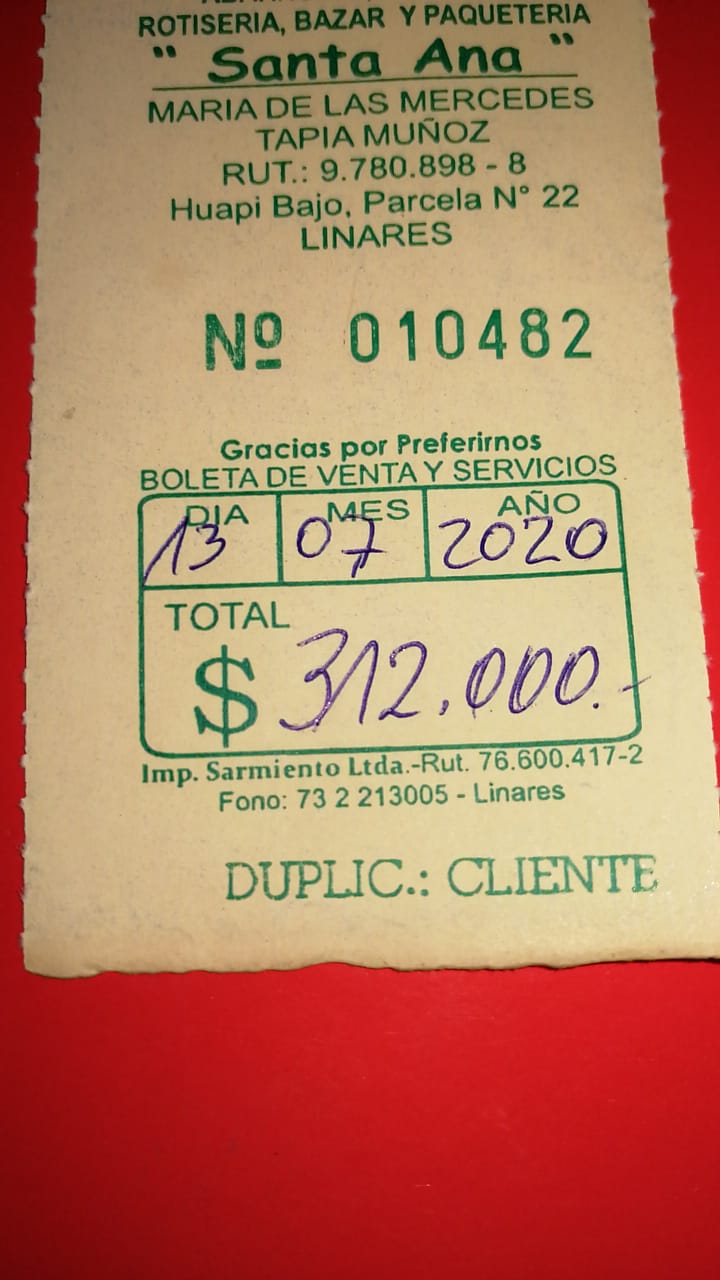 ROTISERIA, BAZAR Y PAQUETERIA
" Santa Ana "
MARIA DE LAS MERCEDES
TAPIA MUÑOZ
RUT.: 9.780.898 - 8
Huapi Bajo, Parcela N° 22
LINARES
Nº 010482
Gracias por Preferirnos
BOLETA DE VENTA Y SERVICIOS
DIA MES AÑO
13 07 2020
TOTAL
$ 312.000.-
Imp. Sarmiento Ltda.-Rut. 76.600.417-2
Fono: 73 2 213005 - Linares
DUPLIC.: CLIENTE